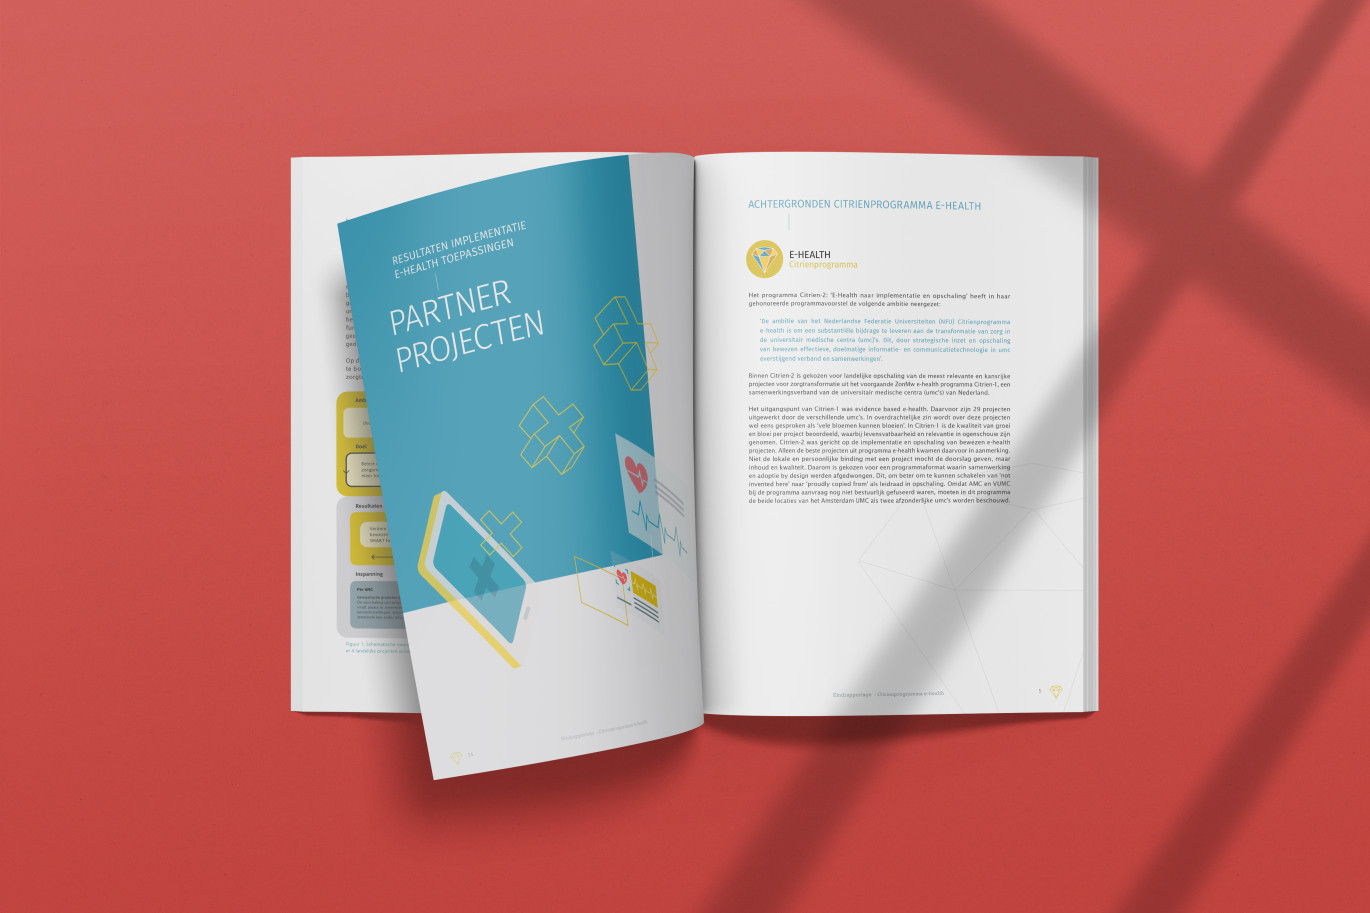 RESULTATEN IMPLEMENTATIE
E-HEALTH TOEPASSINGEN
PARTNER
PROJECTEN
Resultaten
Inspanning
Per UMC
ACHTERGRONDEN CITRIENPROGRAMMA E-HEALTH
E-HEALTH
Citrienprogramma
Het programma Citrien-2: 'E-Health naar implementatie en opschaling' heeft in haar
gehonoreerde programmavoorstel de volgende ambitie neergezet:
'De ambitie van het Nederlandse Federatie Universiteiten (NFU) Citrienprogramma
e-health is om een substantiële bijdrage te leveren aan de transformatie van zorg in
de universitair medische centra (umc)'s. Dit, door strategische inzet en opschaling
van bewezen effectieve, doelmatige informatie- en communicatietechnologie in umc
overstijgend verband en samenwerkingen'.
Binnen Citrien-2 is gekozen voor landelijke opschaling van de meest relevante en kansrijke
projecten voor zorgtransformatie uit het voorgaande ZonMw e-health programma Citrien-1, een
samenwerkingsverband van de universitair medische centra (umc's) van Nederland.
Het uitgangspunt van Citrien-1 was evidence based e-health. Daarvoor zijn 29 projecten
uitgewerkt door de verschillende umc's. In overdrachtelijke zin wordt over deze projecten
wel eens gesproken als 'vele bloemen kunnen bloeien'. In Citrien-1 is de kwaliteit van groei
en bloei per project beoordeeld, waarbij levensvatbaarheid en relevantie in ogenschouw zijn
genomen. Citrien-2 was gericht op de implementatie en opschaling van bewezen e-health
projecten. Alleen de beste projecten uit programma e-health kwamen daarvoor in aanmerking.
Niet de lokale en persoonlijke binding met een project mocht de doorslag geven, maar
inhoud en kwaliteit. Daarom is gekozen voor een programmaformat waarin samenwerking
en adoptie by design werden afgedwongen. Dit, om beter om te kunnen schakelen van 'not
invented here' naar 'proudly copied from' als leidraad in opschaling. Omdat AMC en VUMC
bij de programma aanvraag nog niet bestuurlijk gefuseerd waren, moeten in dit programma
de beide locaties van het Amsterdam UMC als twee afzonderlijke umc's worden beschouwd.
Eindrapportage - Citrienprogramma e-health
5